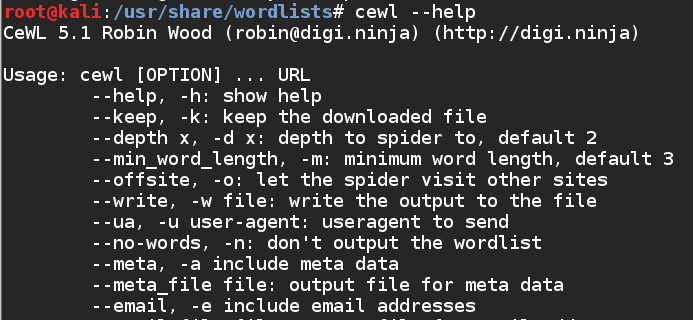 root@kali:/usr/share/wordlists# cewl --help
CeWL 5.1 Robin Wood (robin@digi.ninja) (http://digi.ninja)
Usage: cewl [OPTION] ... URL
--help, -h: show help
--keep, -k: keep the downloaded file
--depth x, -d x: depth to spider to, default 2
--min_word_length, -m: minimum word length, default 3
--offsite, -o: let the spider visit other sites
--write, -w file: write the output to the file
--ua, -u user-agent: useragent to send
--no-words, -n: don't output the wordlist
--meta, -a include meta data
--meta_file file: output file for meta data
--email, -e include email addresses